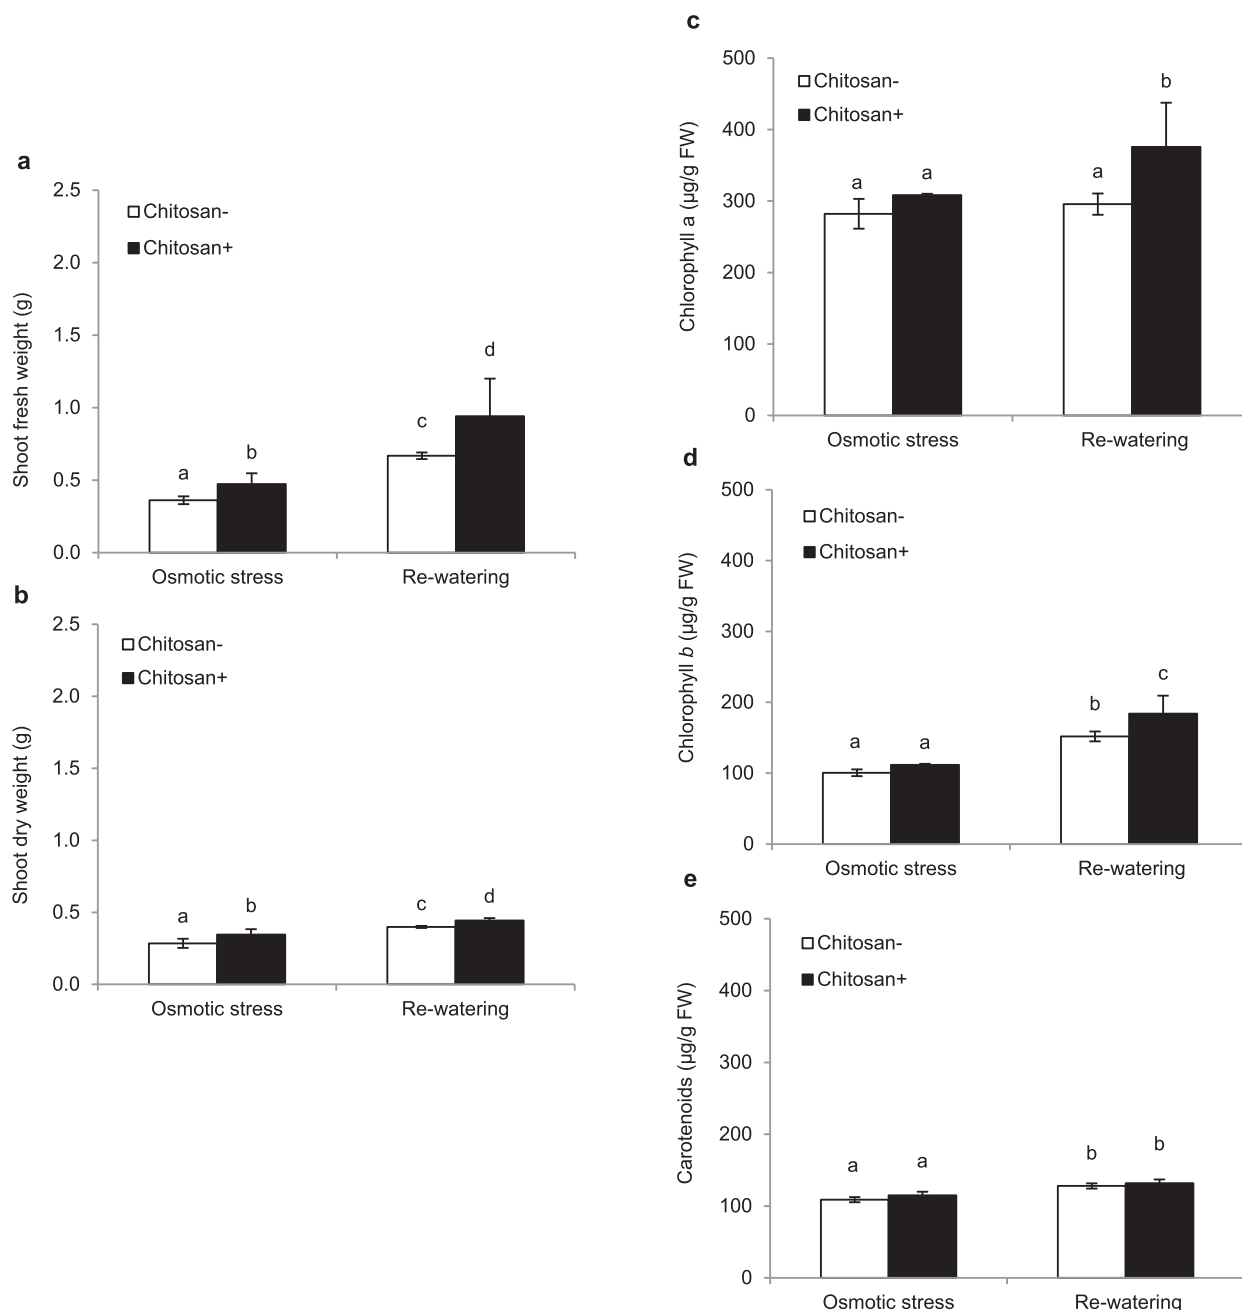 a
2.5
2.0
1.5
1.0
0.5
0.0
Shoot fresh weight (g)
Chitosan-
Chitosan+
a
b
c
d
Osmotic stress
Re-watering
b
2.5
2.0
1.5
1.0
0.5
0.0
Shoot dry weight (g)
Chitosan-
Chitosan+
a
b
c
d
Osmotic stress
Re-watering
c
500
400
300
200
100
0
Chlorophyll a (µg/g FW)
Chitosan-
Chitosan+
a
a
a
b
Osmotic stress
Re-watering
d
500
400
300
200
100
0
Chlorophyll b (µg/g FW)
Chitosan-
Chitosan+
a
a
b
c
Osmotic stress
Re-watering
e
500
400
300
200
100
0
Carotenoids (µg/g FW)
Chitosan-
Chitosan+
a
a
b
b
Osmotic stress
Re-watering